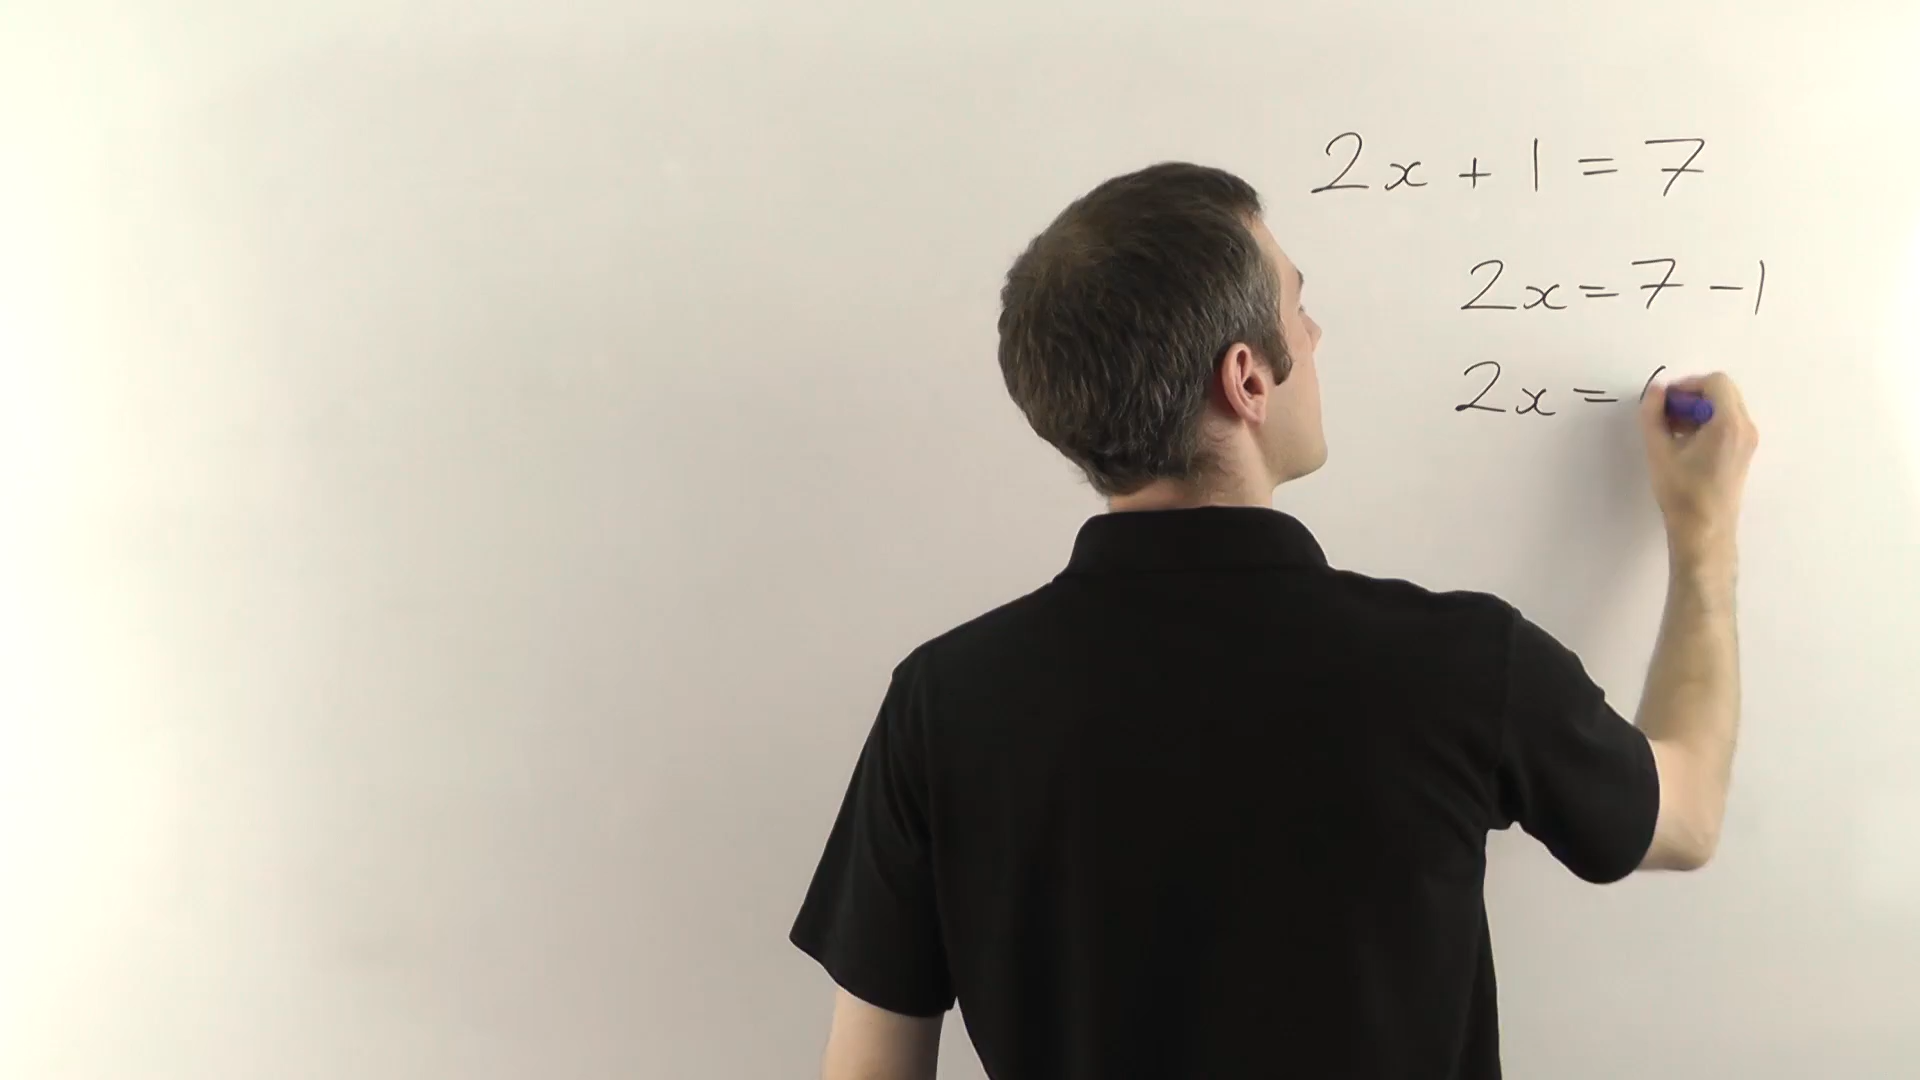 2x + 1 = 7
2x = 7 - 1
2x =